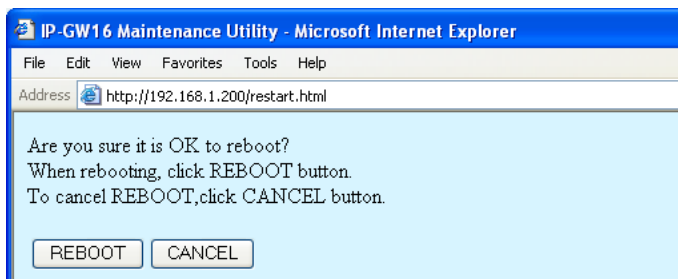 IP-GW16 Maintenance Utility - Microsoft Internet Explorer
File Edit View Favorites Tools Help
Address http://192.168.1.200/restart.html
Are you sure it is OK to reboot?
When rebooting, click REBOOT button.
To cancel REBOOT,click CANCEL button.
REBOOT CANCEL